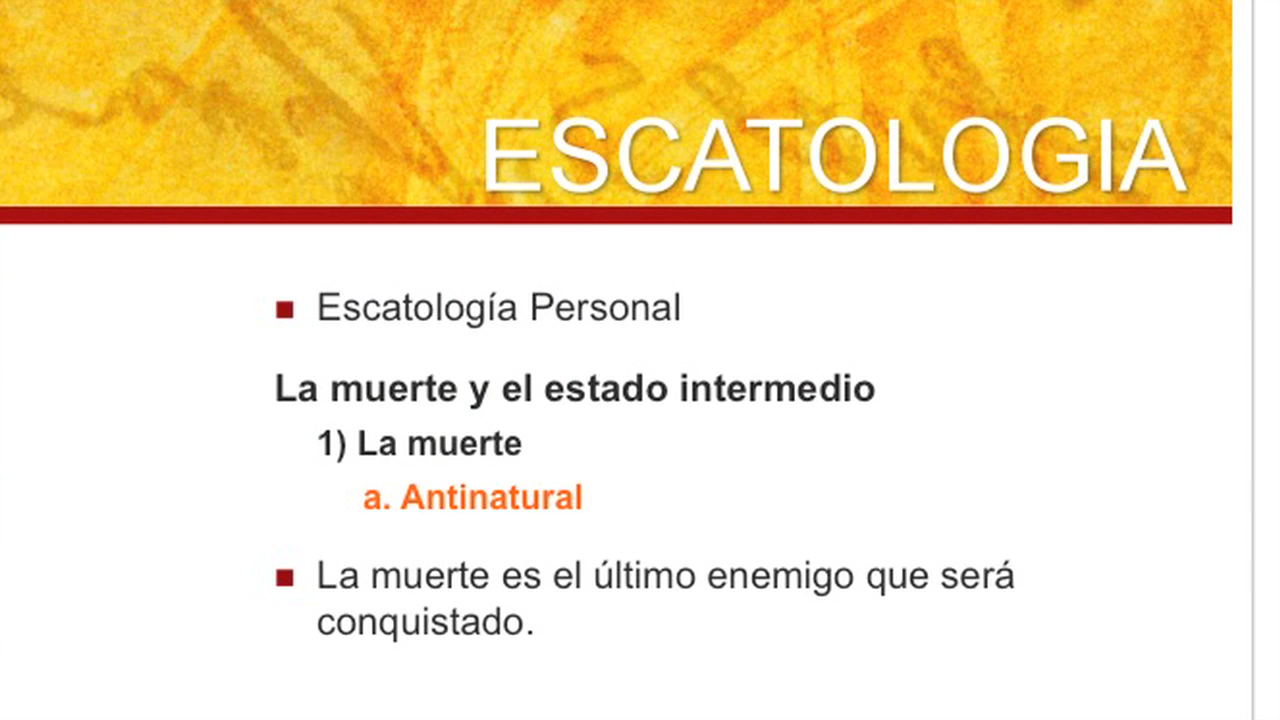 ESCATOLOGIA
Escatología Personal
La muerte y el estado intermedio
1) La muerte
a. Antinatural
La muerte es el último enemigo que será
conquistado.